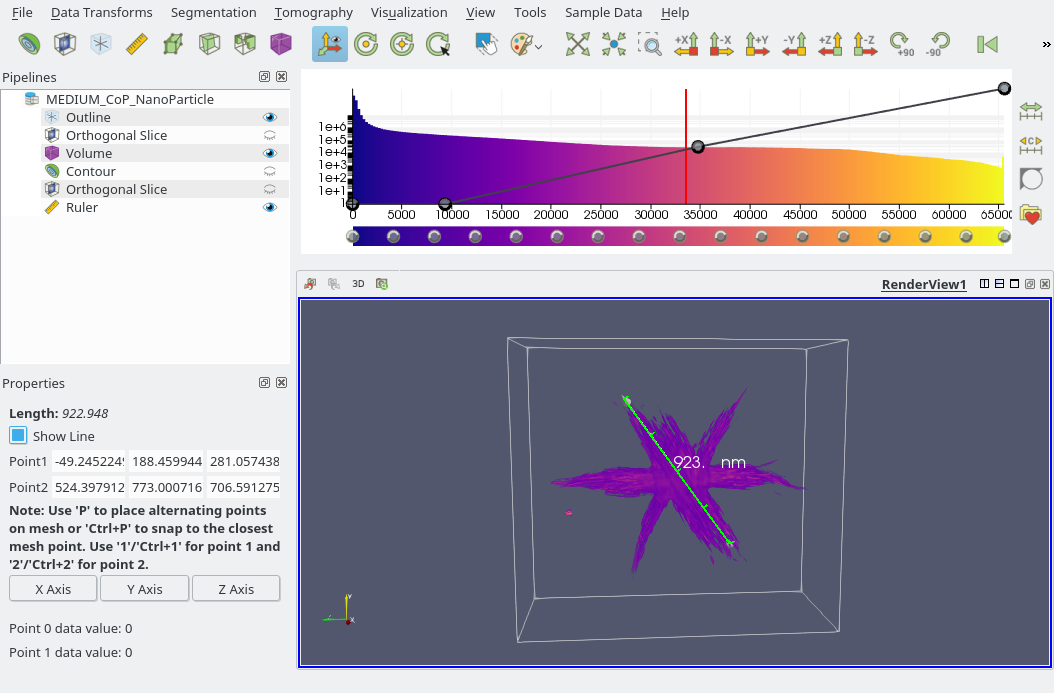 File Data Transforms Segmentation Tomography Visualization View Tools Sample Data Help
+X -X +Y -Y +Z -Z +90 -90 »
Pipelines
MEDIUM_CoP_NanoParticle
Outline
Orthogonal Slice
Volume
Contour
Orthogonal Slice
Ruler
1e+6
1e+5
1e+4
1e+3
1e+2
1e+1
1
0 5000 10000 15000 20000 25000 30000 35000 40000 45000 50000 55000 60000 65000
C
3D RenderView1
Properties
Length: 922.948
Show Line
Point1 -49.245224 188.459944 281.057438
Point2 524.397912 773.000716 706.591275
Note: Use 'P' to place alternating points
on mesh or 'Ctrl+P' to snap to the closest
mesh point. Use '1'/'Ctrl+1' for point 1 and
'2'/'Ctrl+2' for point 2.
X Axis Y Axis Z Axis
Point 0 data value: 0
Point 1 data value: 0
923. nm
Y